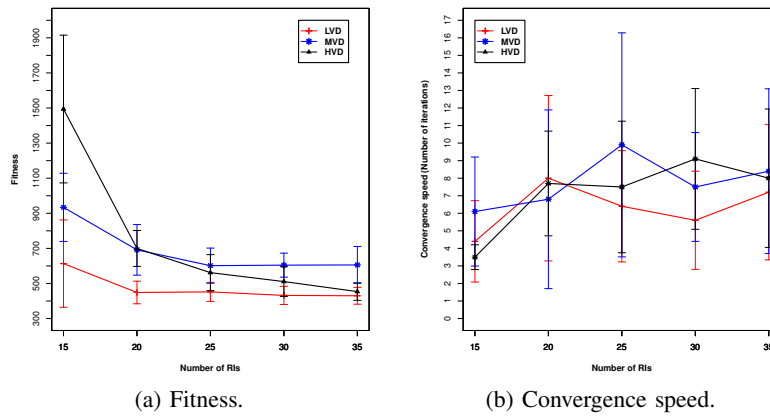 LVD
MVD
HVD
Fitness
300 500 700 900 1100 1300 1500 1700 1900
15 20 25 30 35
Number of RIs
(a) Fitness.
LVD
MVD
HVD
Convergence speed (Number of iterations)
0 1 2 3 4 5 6 7 8 9 10 11 12 13 14 15 16 17
15 20 25 30 35
Number of RIs
(b) Convergence speed.